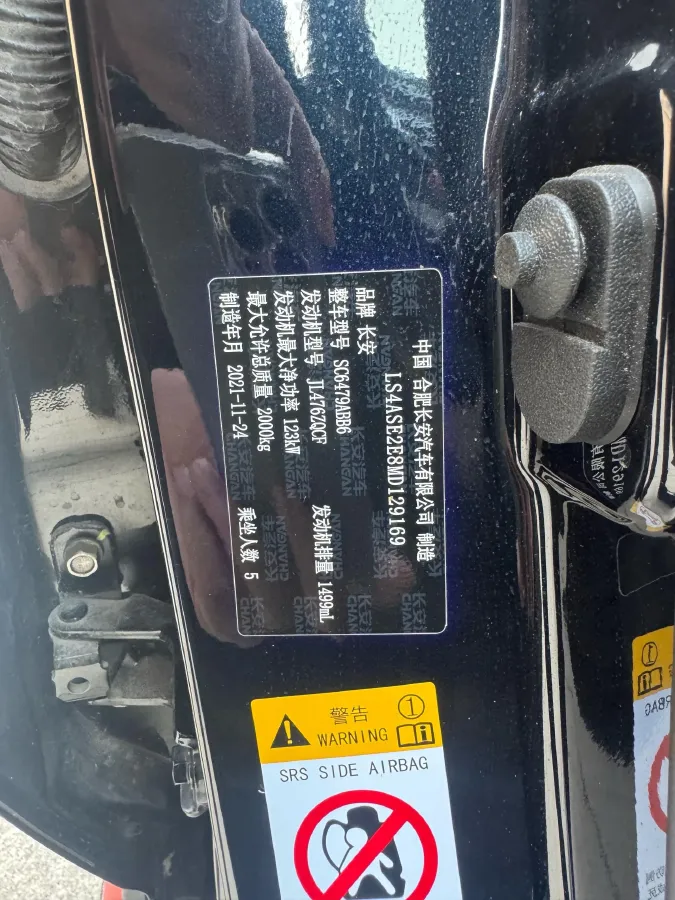 中国 合肥长安汽车有限公司 制造
LS4ASE2E8MD129169
品牌 长安
整车型号 SC6479ABB6
发动机型号 JL476ZQCF 发动机排量 1499mL
发动机最大净功率 123kW
最大允许总质量 2000kg
制造年月 2021-11-24 乘坐人数 5
警告
WARNING
SRS SIDE AIRBAG